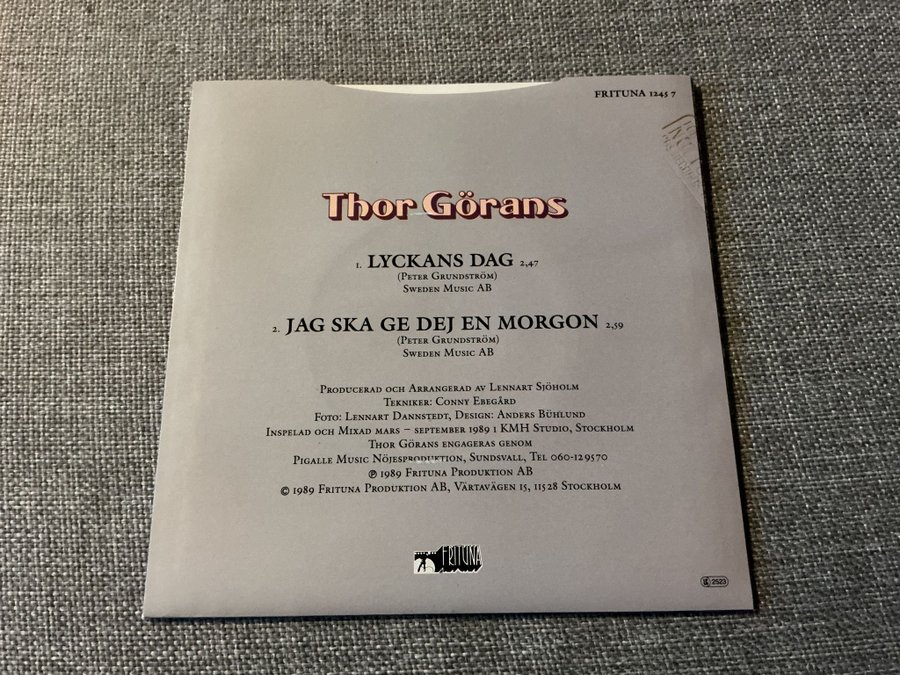 FRITUNA 1245 7
Thor Görans
1. LYCKANS DAG 2,47
(Peter Grundström)
Sweden Music AB
2. JAG SKA GE DEJ EN MORGON 2,59
(Peter Grundström)
Sweden Music AB
Producerad och Arrangerad av Lennart Sjöholm
Tekniker: Conny Ebegård
Foto: Lennart Dannstedt, Design: Anders Bühlund
Inspelad och Mixad mars – september 1989 i KMH Studio, Stockholm
Thor Görans engageras genom
Pigalle Music Nöjesproduktion, Sundsvall, Tel 060-129570
℗ 1989 Frituna Produktion AB
© 1989 Frituna Produktion AB, Värtavägen 15, 11528 Stockholm
FRITUNA
2523